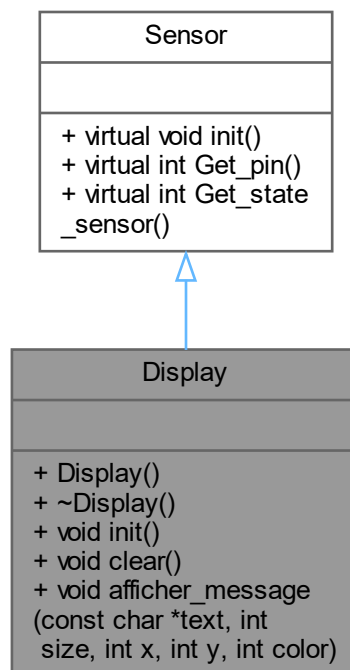 Sensor
+ virtual void init()
+ virtual int Get_pin()
+ virtual int Get_state
_sensor()
Display
+ Display()
+ ~Display()
+ void init()
+ void clear()
+ void afficher_message
(const char *text, int
size, int x, int y, int color)